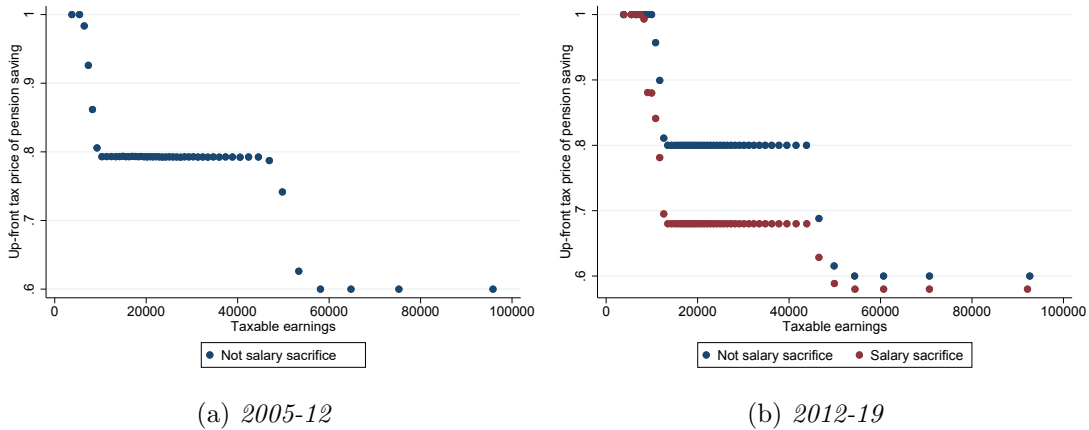 Up-front tax price of pension saving
1
.9
.8
.7
.6
0 20000 40000 60000 80000 100000
Taxable earnings
Not salary sacrifice
(a) 2005-12
Up-front tax price of pension saving
1
.9
.8
.7
.6
0 20000 40000 60000 80000 100000
Taxable earnings
Not salary sacrifice Salary sacrifice
(b) 2012-19